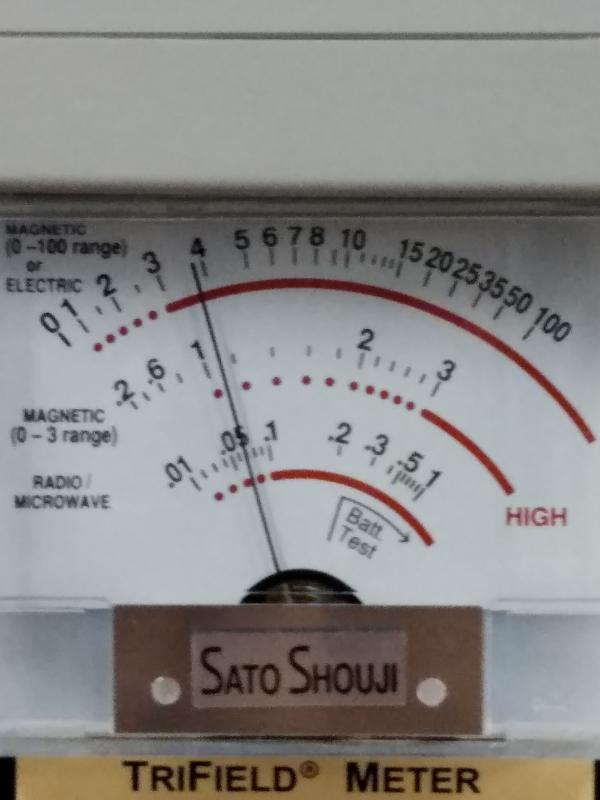 MAGNETIC
(0 – 100 range)
or
ELECTRIC
0 1 2 3 4 5 6 7 8 10 15 20 25 35 50 100
MAGNETIC
(0 – 3 range)
.2 .6 1 2 3
RADIO /
MICROWAVE
.01 .05 .1 .2 .3 .5 1
HIGH
Batt.
Test
SATO SHOUJI
TRIFIELD® METER